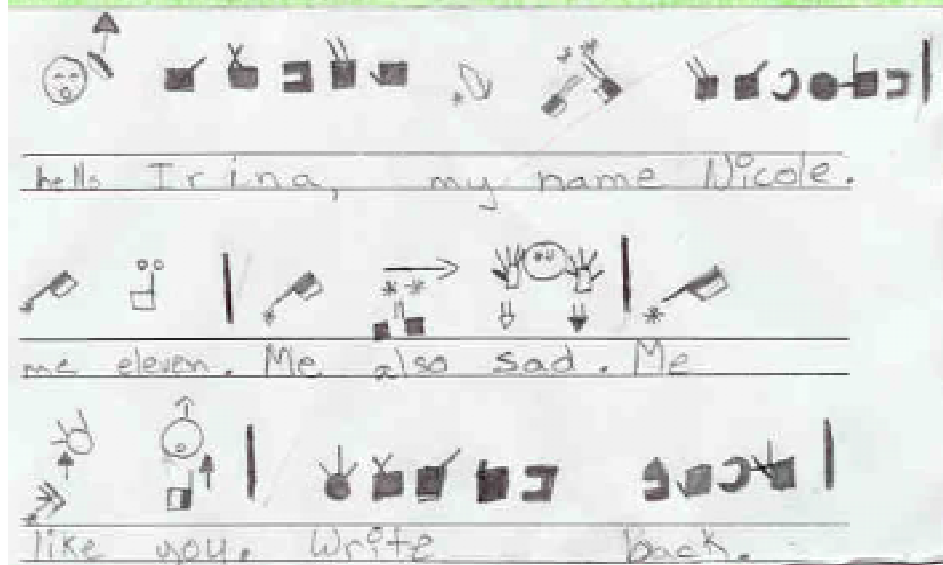 hello Irina, my name Nicole.
me eleven. Me also sad. Me
like you. Write back.